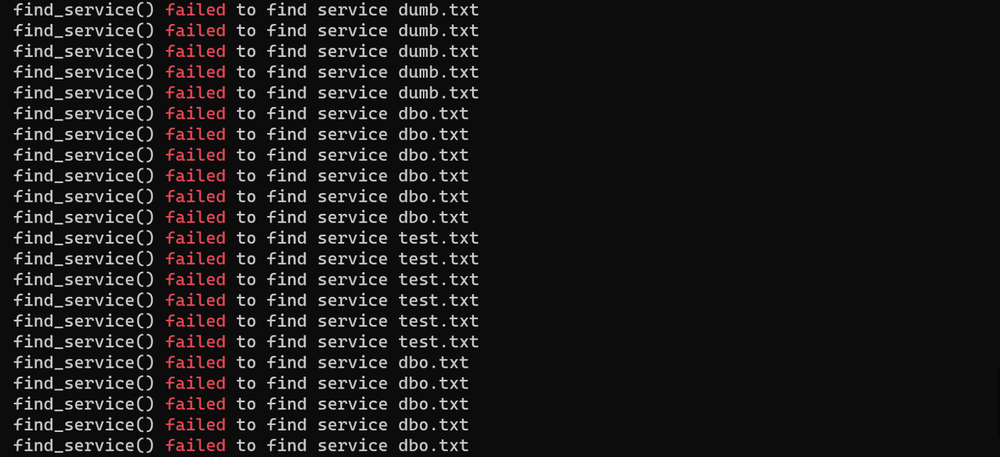 find_service() failed to find service dumb.txt
find_service() failed to find service dumb.txt
find_service() failed to find service dumb.txt
find_service() failed to find service dumb.txt
find_service() failed to find service dumb.txt
find_service() failed to find service dbo.txt
find_service() failed to find service dbo.txt
find_service() failed to find service dbo.txt
find_service() failed to find service dbo.txt
find_service() failed to find service dbo.txt
find_service() failed to find service dbo.txt
find_service() failed to find service test.txt
find_service() failed to find service test.txt
find_service() failed to find service test.txt
find_service() failed to find service test.txt
find_service() failed to find service test.txt
find_service() failed to find service test.txt
find_service() failed to find service dbo.txt
find_service() failed to find service dbo.txt
find_service() failed to find service dbo.txt
find_service() failed to find service dbo.txt
find_service() failed to find service dbo.txt